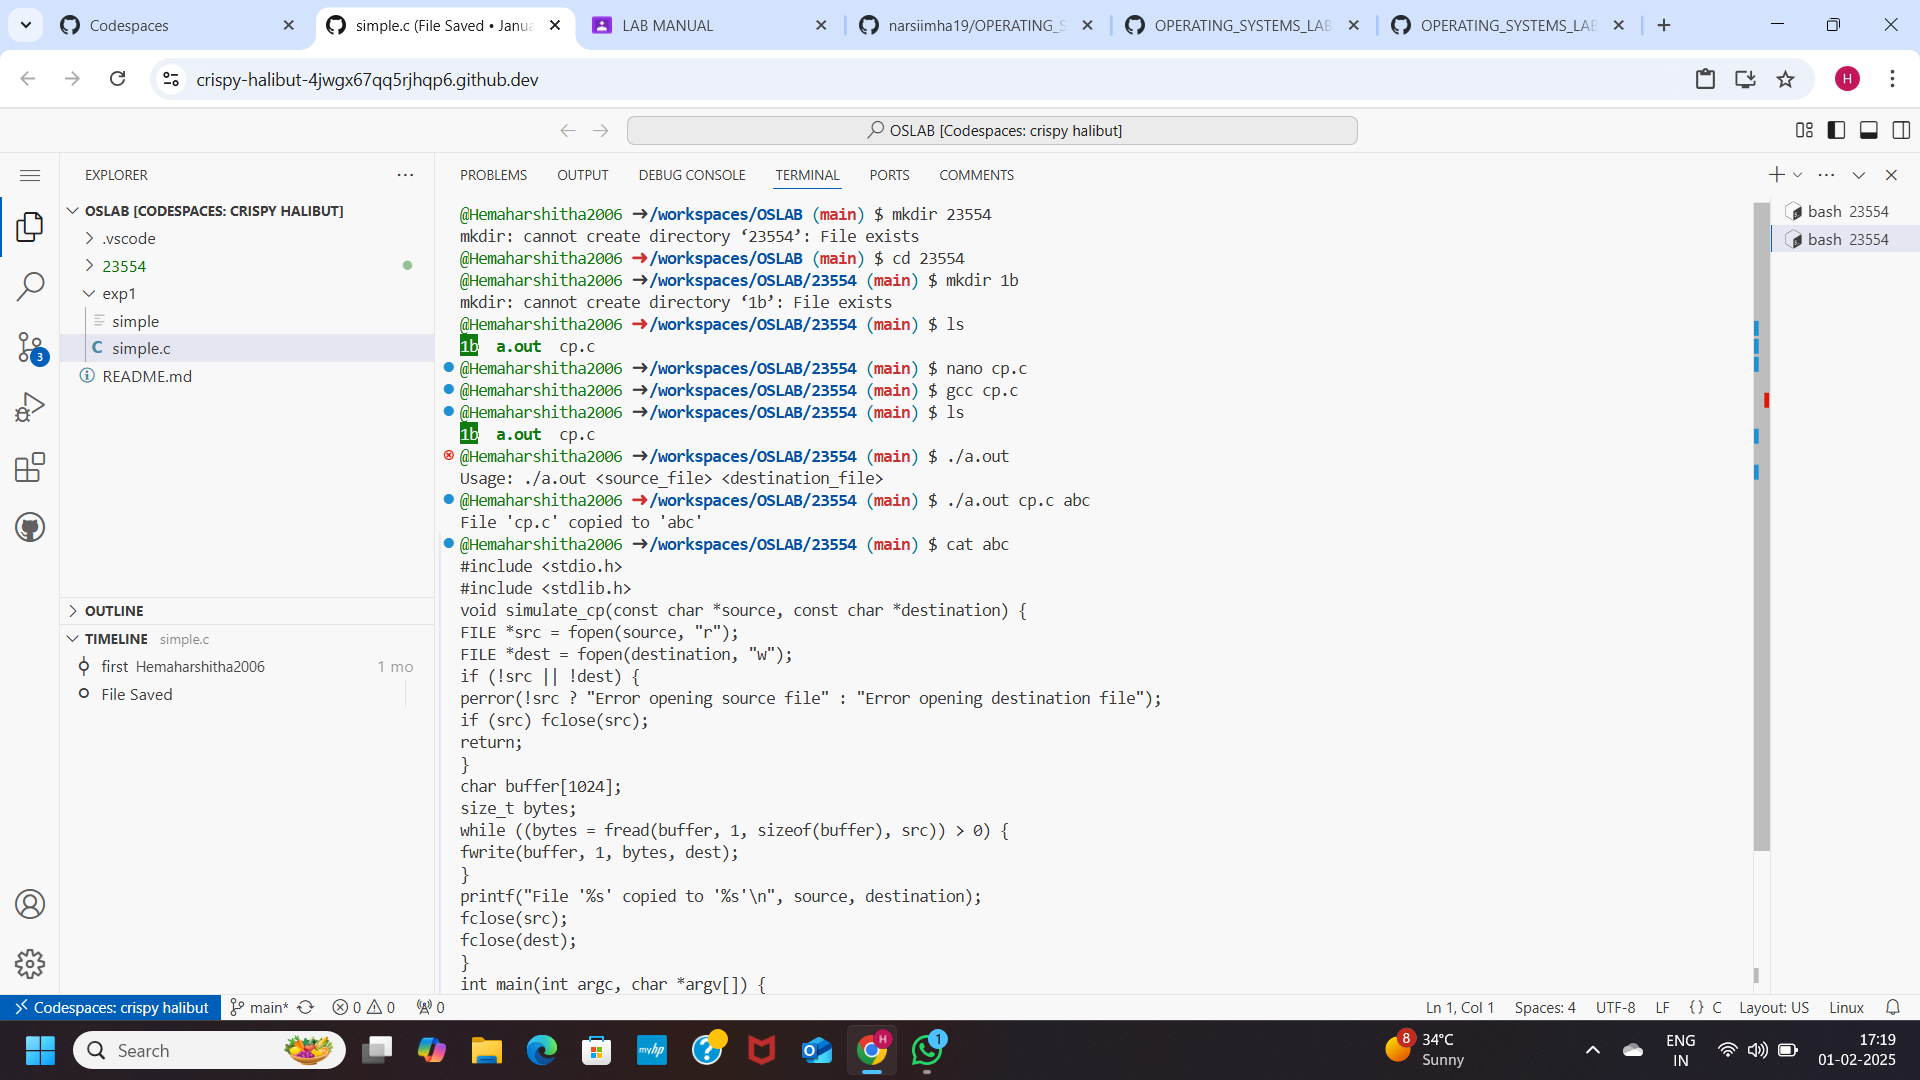 Codespaces
simple.c (File Saved • Janua
LAB MANUAL
narsiimha19/OPERATING_S
OPERATING_SYSTEMS_LAB
OPERATING_SYSTEMS_LAB
crispy-halibut-4jwgx67qq5rjhqp6.github.dev
H
OSLAB [Codespaces: crispy halibut]
EXPLORER
OSLAB [CODESPACES: CRISPY HALIBUT]
.vscode
23554
exp1
simple
C simple.c
README.md
3
OUTLINE
TIMELINE simple.c
first Hemaharshitha2006 1 mo
File Saved
PROBLEMS OUTPUT DEBUG CONSOLE TERMINAL PORTS COMMENTS
bash 23554
bash 23554
@Hemaharshitha2006 ➜/workspaces/OSLAB (main) $ mkdir 23554
mkdir: cannot create directory ‘23554’: File exists
@Hemaharshitha2006 ➜/workspaces/OSLAB (main) $ cd 23554
@Hemaharshitha2006 ➜/workspaces/OSLAB/23554 (main) $ mkdir 1b
mkdir: cannot create directory ‘1b’: File exists
@Hemaharshitha2006 ➜/workspaces/OSLAB/23554 (main) $ ls
1b a.out cp.c
@Hemaharshitha2006 ➜/workspaces/OSLAB/23554 (main) $ nano cp.c
@Hemaharshitha2006 ➜/workspaces/OSLAB/23554 (main) $ gcc cp.c
@Hemaharshitha2006 ➜/workspaces/OSLAB/23554 (main) $ ls
1b a.out cp.c
@Hemaharshitha2006 ➜/workspaces/OSLAB/23554 (main) $ ./a.out
Usage: ./a.out <source_file> <destination_file>
@Hemaharshitha2006 ➜/workspaces/OSLAB/23554 (main) $ ./a.out cp.c abc
File 'cp.c' copied to 'abc'
@Hemaharshitha2006 ➜/workspaces/OSLAB/23554 (main) $ cat abc
#include <stdio.h>
#include <stdlib.h>
void simulate_cp(const char *source, const char *destination) {
FILE *src = fopen(source, "r");
FILE *dest = fopen(destination, "w");
if (!src || !dest) {
perror(!src ? "Error opening source file" : "Error opening destination file");
if (src) fclose(src);
return;
}
char buffer[1024];
size_t bytes;
while ((bytes = fread(buffer, 1, sizeof(buffer), src)) > 0) {
fwrite(buffer, 1, bytes, dest);
}
printf("File '%s' copied to '%s'\n", source, destination);
fclose(src);
fclose(dest);
}
int main(int argc, char *argv[]) {
Codespaces: crispy halibut main* 0 0 0 Ln 1, Col 1 Spaces: 4 UTF-8 LF {} C Layout: US Linux
Search
myhp
H
1
8
34°C
Sunny
ENG
IN
17:19
01-02-2025